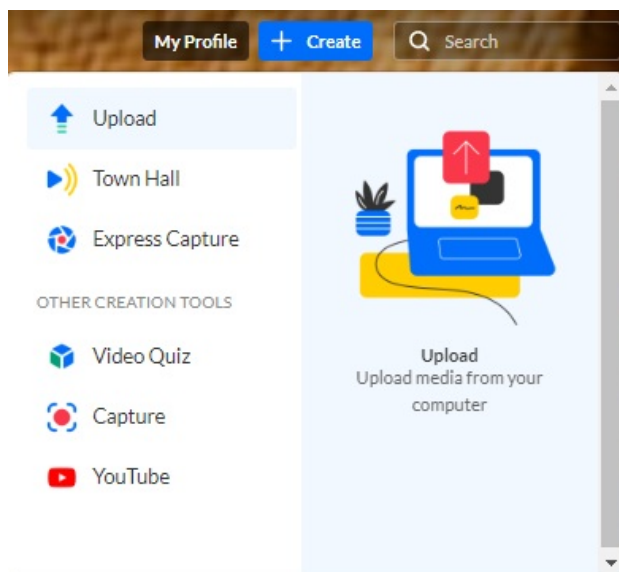 My Profile
Create
Search
Upload
Town Hall
Express Capture
OTHER CREATION TOOLS
Video Quiz
Capture
YouTube
Upload
Upload media from your
computer